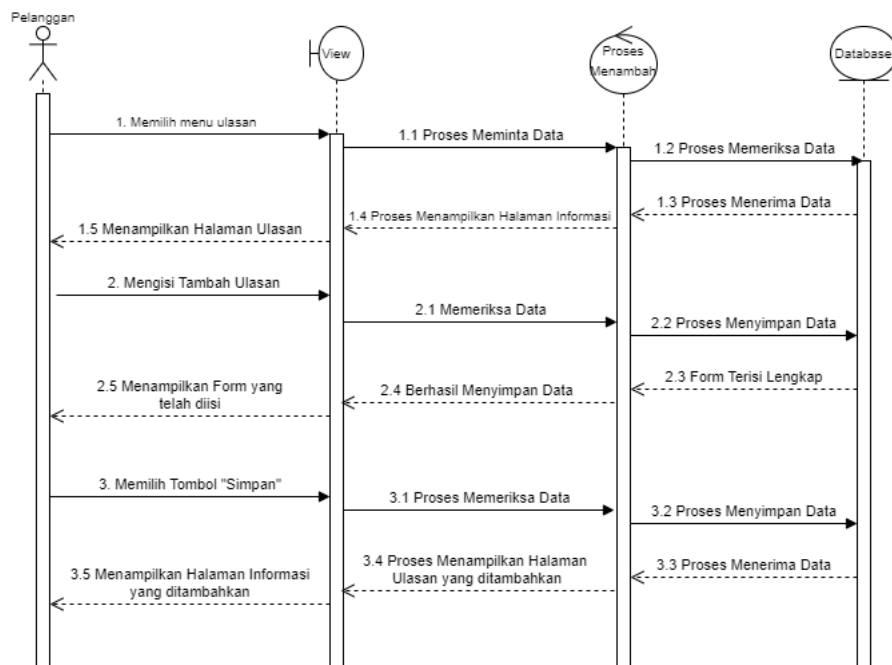 Pelanggan
View
Proses
Menambah
Database
1. Memilih menu ulasan
1.1 Proses Meminta Data
1.2 Proses Memeriksa Data
1.3 Proses Menerima Data
1.4 Proses Menampilkan Halaman Informasi
1.5 Menampilkan Halaman Ulasan
2. Mengisi Tambah Ulasan
2.1 Memeriksa Data
2.2 Proses Menyimpan Data
2.3 Form Terisi Lengkap
2.4 Berhasil Menyimpan Data
2.5 Menampilkan Form yang
telah diisi
3. Memilih Tombol "Simpan"
3.1 Proses Memeriksa Data
3.2 Proses Menyimpan Data
3.3 Proses Menerima Data
3.4 Proses Menampilkan Halaman
Ulasan yang ditambahkan
3.5 Menampilkan Halaman Informasi
yang ditambahkan